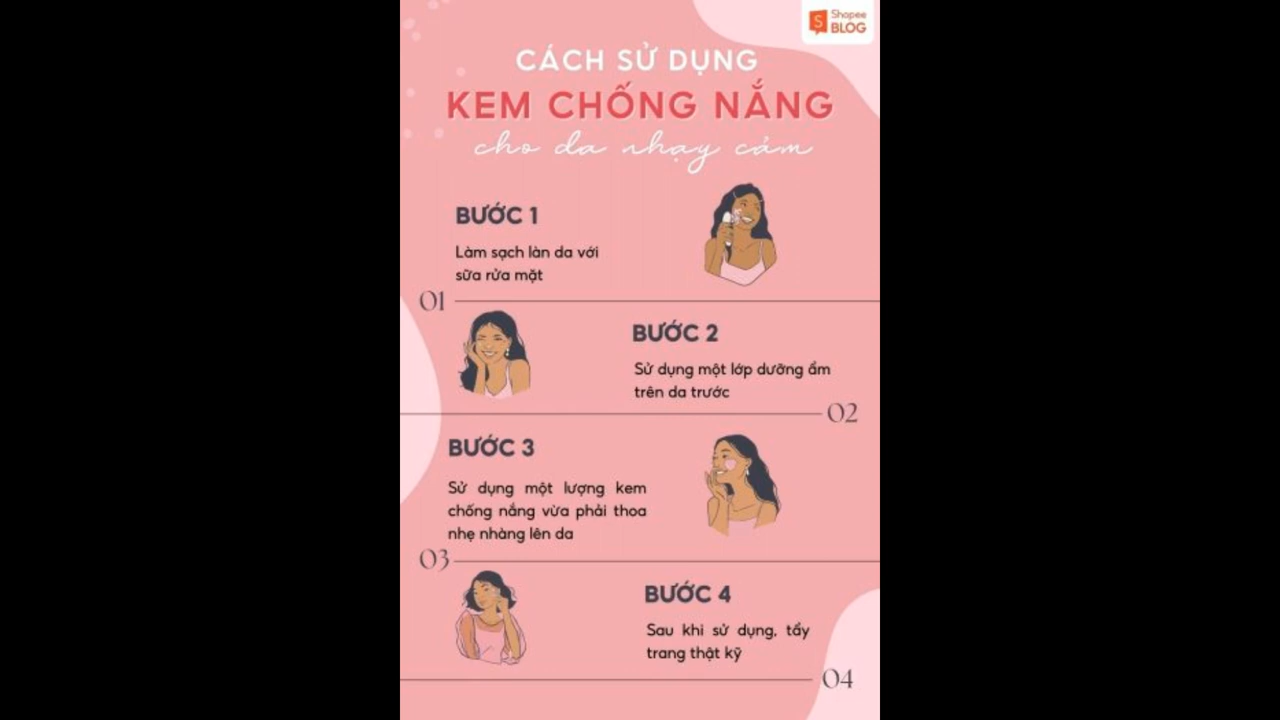 Shopee
BLOG
CÁCH SỬ DỤNG
KEM CHỐNG NẮNG
cho da nhạy cảm
BƯỚC 1
Làm sạch làn da với
sữa rửa mặt
01
BƯỚC 2
Sử dụng một lớp dưỡng ẩm
trên da trước
02
BƯỚC 3
Sử dụng một lượng kem
chống nắng vừa phải thoa
nhẹ nhàng lên da
03
BƯỚC 4
Sau khi sử dụng, tẩy
trang thật kỹ
04